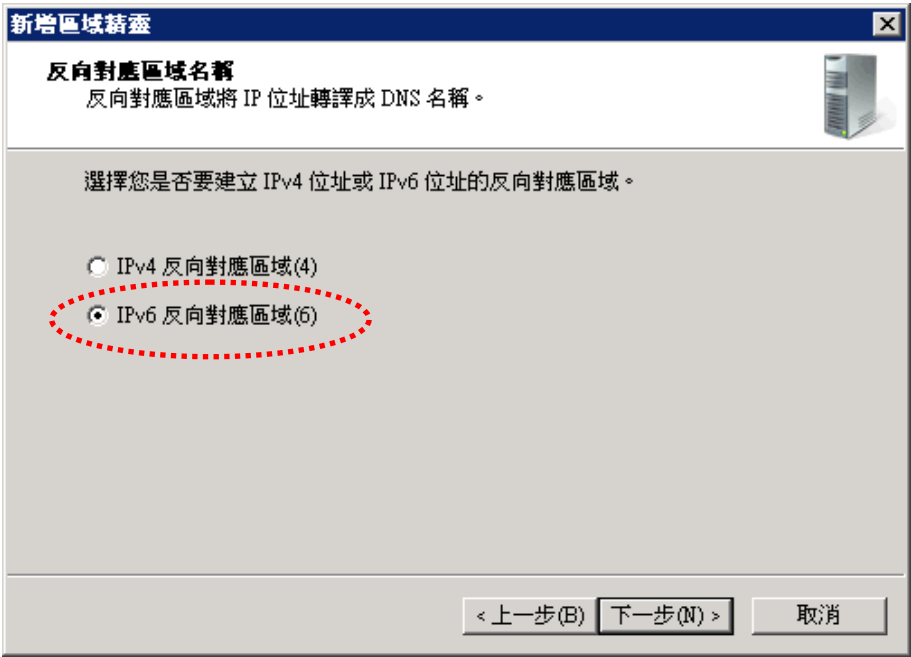 新增區域精靈
反向對應區域名稱
反向對應區域將 IP 位址轉譯成 DNS 名稱。
選擇您是否要建立 IPv4 位址或 IPv6 位址的反向對應區域。
IPv4 反向對應區域(4)
IPv6 反向對應區域(6)
< 上一步(B) 下一步(N) > 取消